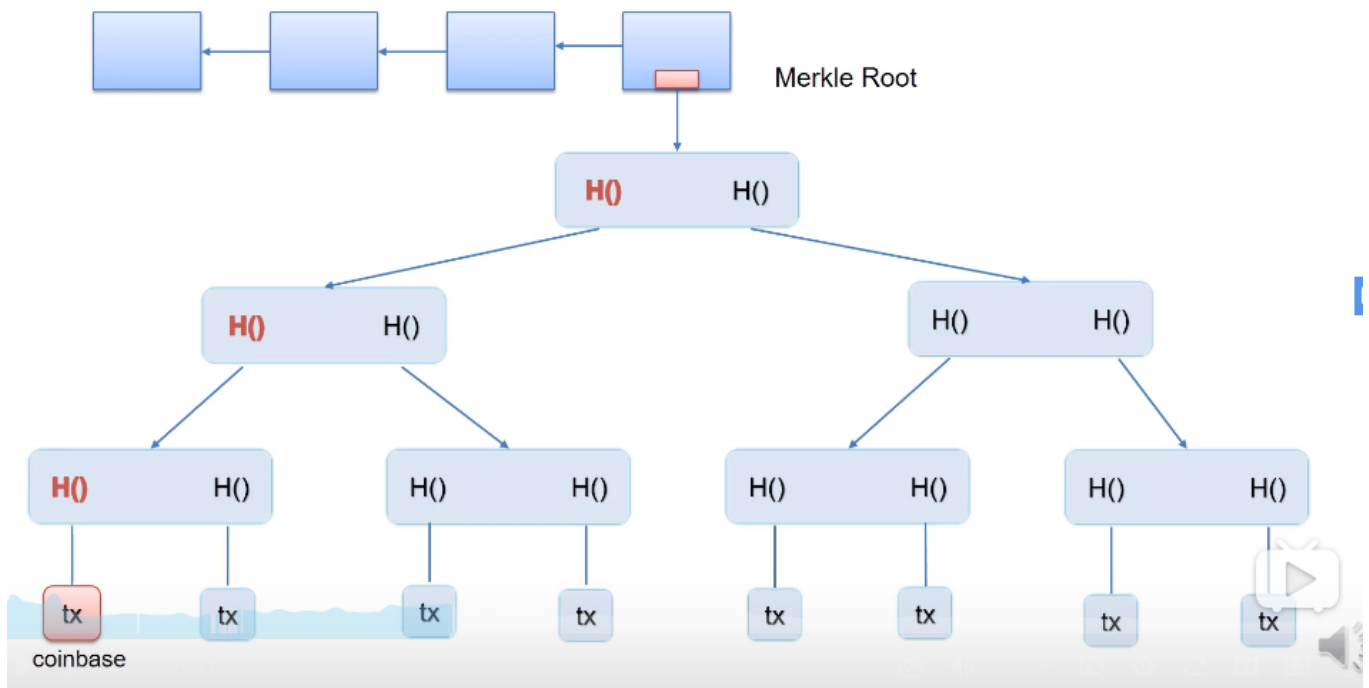 Merkle Root
H() H()
H() H() H() H()
H() H() H() H() H() H() H() H()
tx tx tx tx tx tx tx tx
coinbase